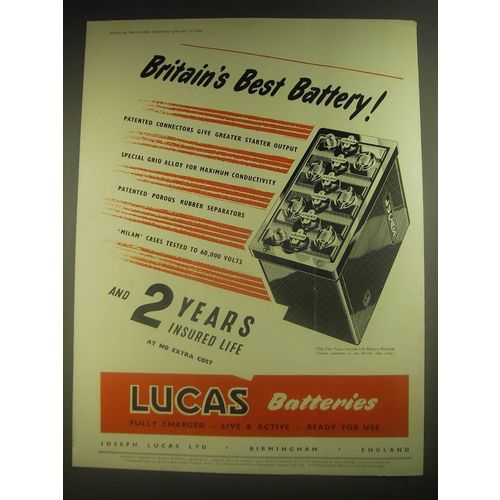 Britain's Best Battery!
PATENTED CONNECTORS GIVE GREATER STARTER OUTPUT
SPECIAL GRID ALLOY FOR MAXIMUM CONDUCTIVITY
PATENTED POROUS RUBBER SEPARATORS
'MILAM' CASES TESTED TO 60,000 VOLTS
LUCAS
AND 2 YEARS
INSURED LIFE
AT NO EXTRA COST
LUCAS Batteries
FULLY CHARGED - LIVE & ACTIVE - READY FOR USE
JOSEPH LUCAS LTD · BIRMINGHAM · ENGLAND